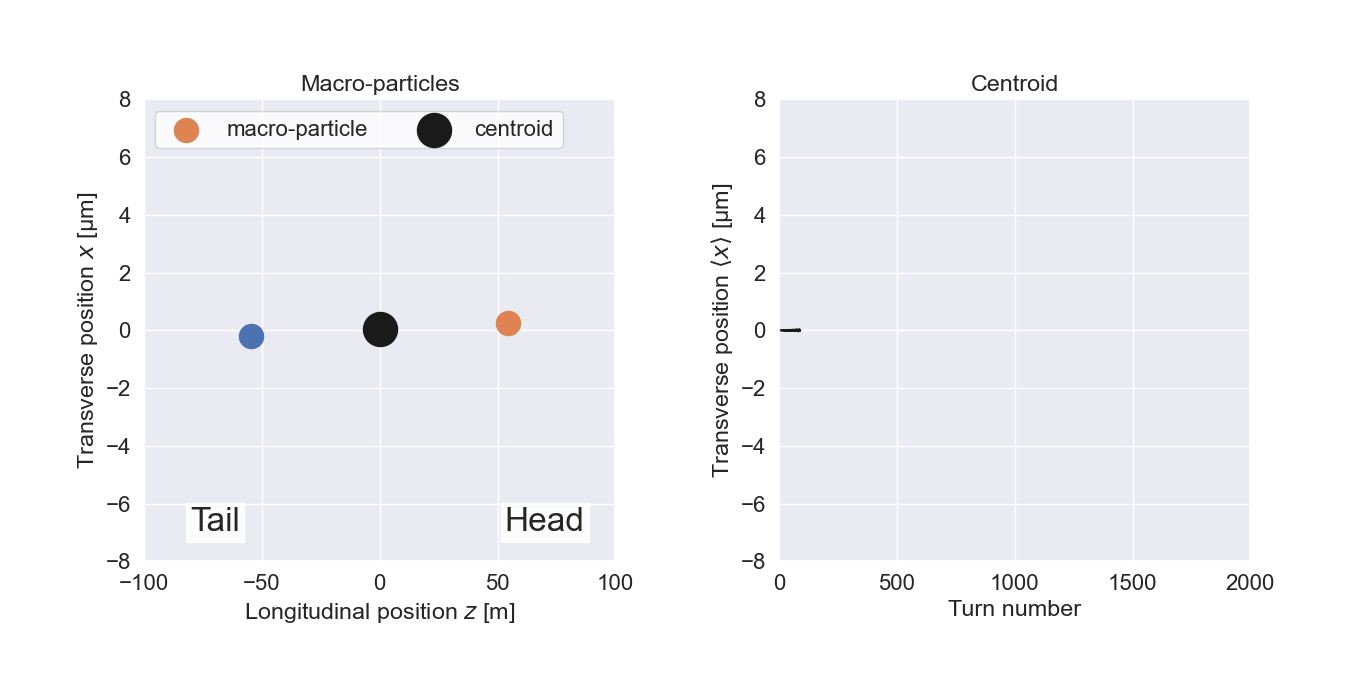 Macro-particles
8
macro-particle centroid
6
4
2
0
−2
−4
−6
−8
Transverse position x [μm]
Tail Head
−100 −50 0 50 100
Longitudinal position z [m]
Centroid
8
6
4
2
0
−2
−4
−6
−8
Transverse position ⟨x⟩ [μm]
0 500 1000 1500 2000
Turn number